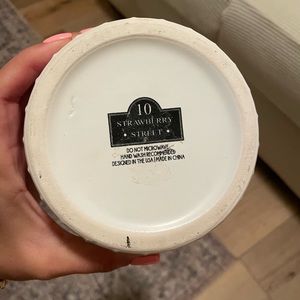 10
STRAWBERRY
STREET
DO NOT MICROWAVE
HAND WASH RECOMMENDED
DESIGNED IN THE USA | MADE IN CHINA